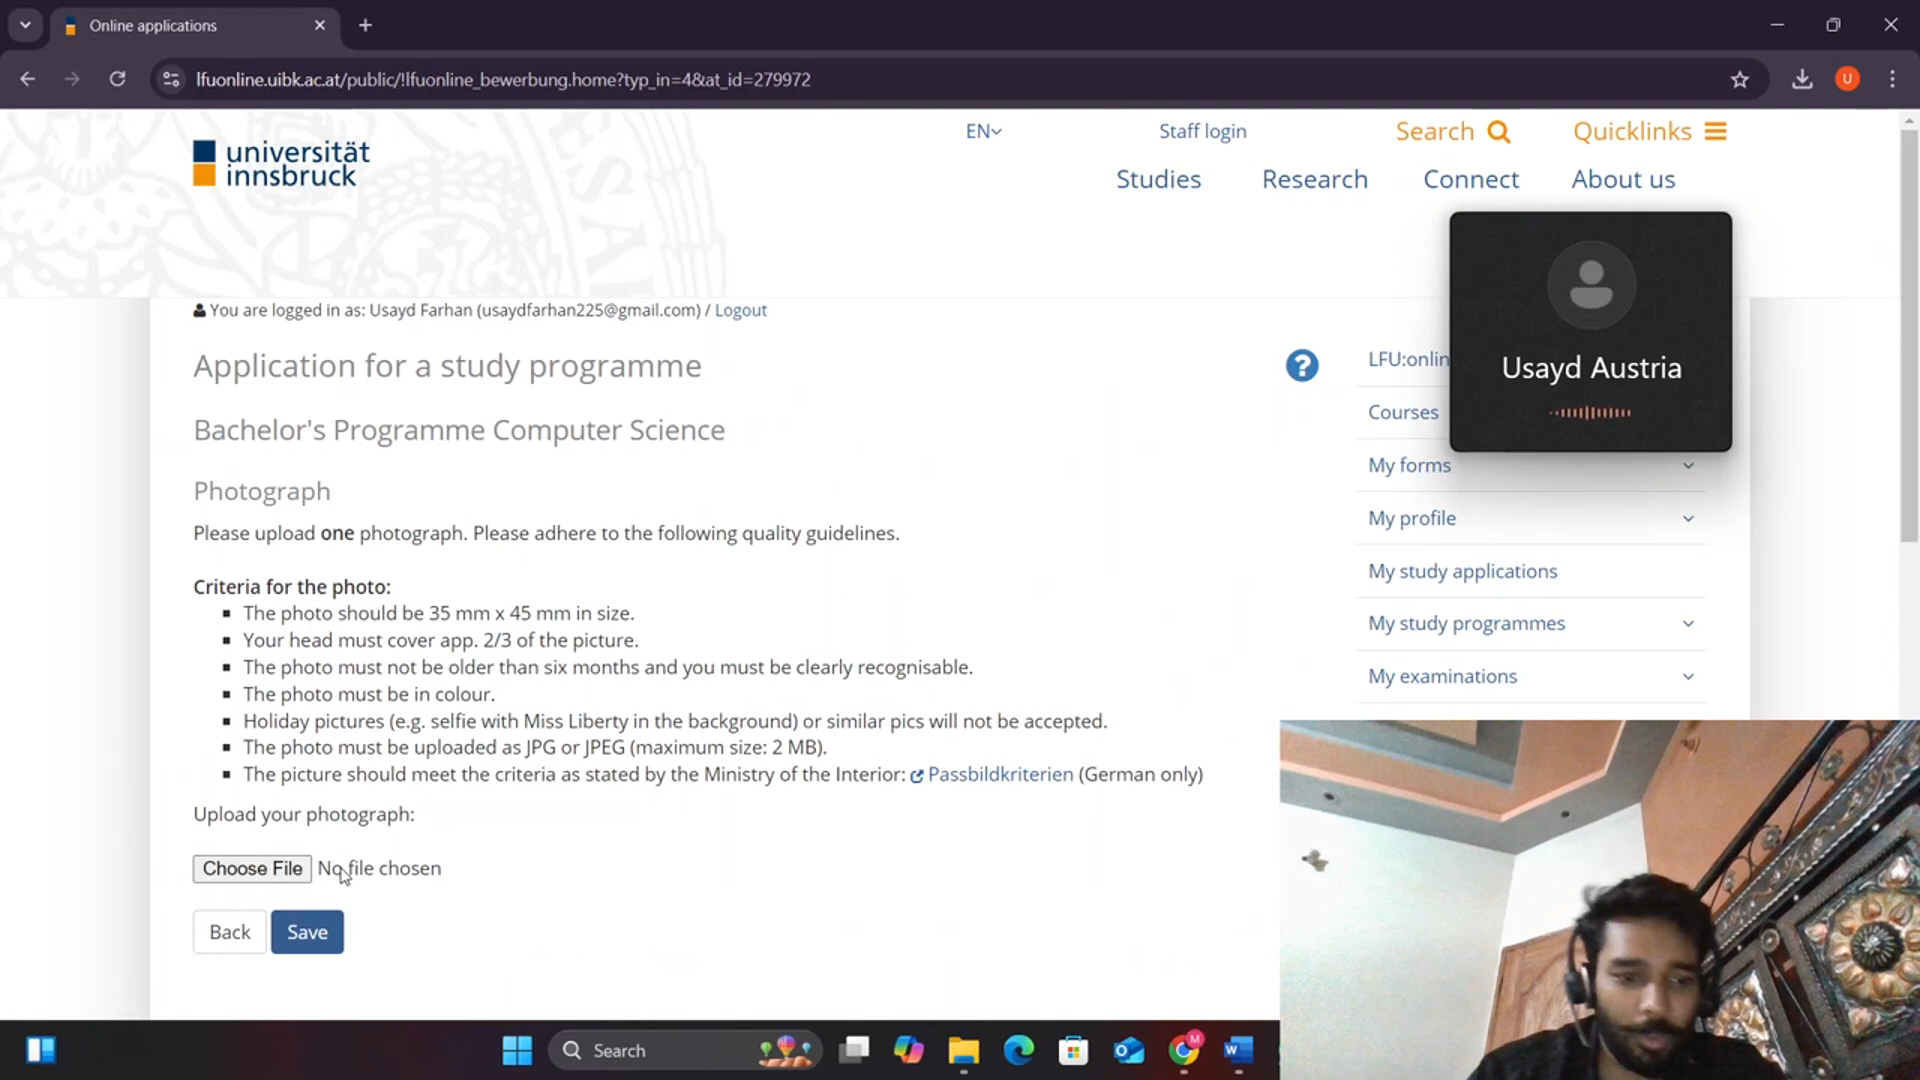 Online applications
lfuonline.uibk.ac.at/public/!lfuonline_bewerbung.home?typ_in=4&at_id=279972
U
universität
innsbruck
EN
Staff login
Search
Quicklinks
Studies
Research
Connect
About us
You are logged in as: Usayd Farhan (usaydfarhan225@gmail.com) / Logout
Application for a study programme
?
Bachelor's Programme Computer Science
Photograph
Please upload one photograph. Please adhere to the following quality guidelines.
Criteria for the photo:
The photo should be 35 mm x 45 mm in size.
Your head must cover app. 2/3 of the picture.
The photo must not be older than six months and you must be clearly recognisable.
The photo must be in colour.
Holiday pictures (e.g. selfie with Miss Liberty in the background) or similar pics will not be accepted.
The photo must be uploaded as JPG or JPEG (maximum size: 2 MB).
The picture should meet the criteria as stated by the Ministry of the Interior: Passbildkriterien (German only)
Upload your photograph:
Choose File No file chosen
Back
Save
LFU:onlin
Courses
My forms
My profile
My study applications
My study programmes
My examinations
Usayd Austria
Search
M
W